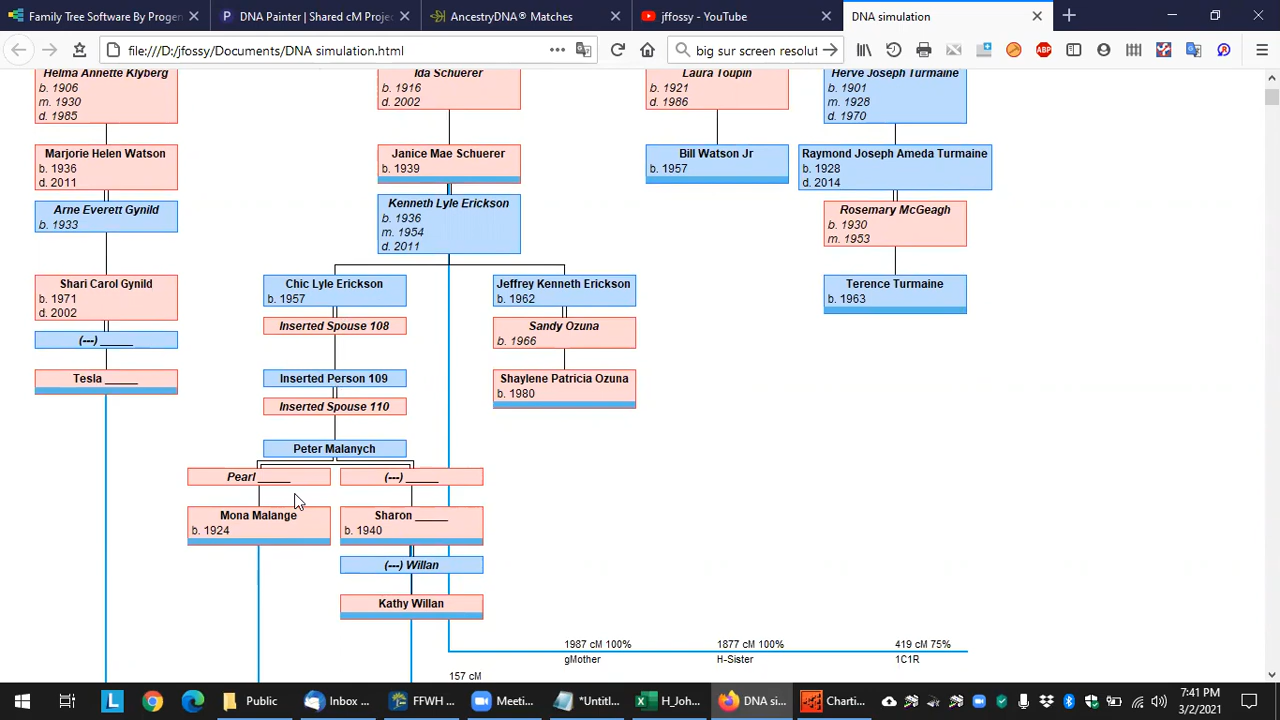 Family Tree Software By Progen
DNA Painter | Shared cM Projec
AncestryDNA® Matches
jffossy - YouTube
DNA simulation
file:///D:/jfossy/Documents/DNA simulation.html
big sur screen resolut
ABP
Helma Annette Klyberg
b. 1906
m. 1930
d. 1985
Ida Schuerer
b. 1916
d. 2002
Laura Toupin
b. 1921
d. 1986
Herve Joseph Turmaine
b. 1901
m. 1928
d. 1970
Marjorie Helen Watson
b. 1936
d. 2011
Janice Mae Schuerer
b. 1939
Bill Watson Jr
b. 1957
Raymond Joseph Ameda Turmaine
b. 1928
d. 2014
Arne Everett Gynild
b. 1933
Kenneth Lyle Erickson
b. 1936
m. 1954
d. 2011
Rosemary McGeagh
b. 1930
m. 1953
Shari Carol Gynild
b. 1971
d. 2002
Chic Lyle Erickson
b. 1957
Jeffrey Kenneth Erickson
b. 1962
Terence Turmaine
b. 1963
(---) _____
Inserted Spouse 108
Sandy Ozuna
b. 1966
Tesla _____
Inserted Person 109
Shaylene Patricia Ozuna
b. 1980
Inserted Spouse 110
Peter Malanych
Pearl _____
(---) _____
Mona Malange
b. 1924
Sharon _____
b. 1940
(---) Willan
Kathy Willan
1987 cM 100%
1877 cM 100%
419 cM 75%
gMother
H-Sister
1C1R
157 cM
L
Public
Inbox ...
FFWH ...
Meeti...
*Untitl...
H_Joh...
DNA si...
Charti...
7:41 PM
3/2/2021